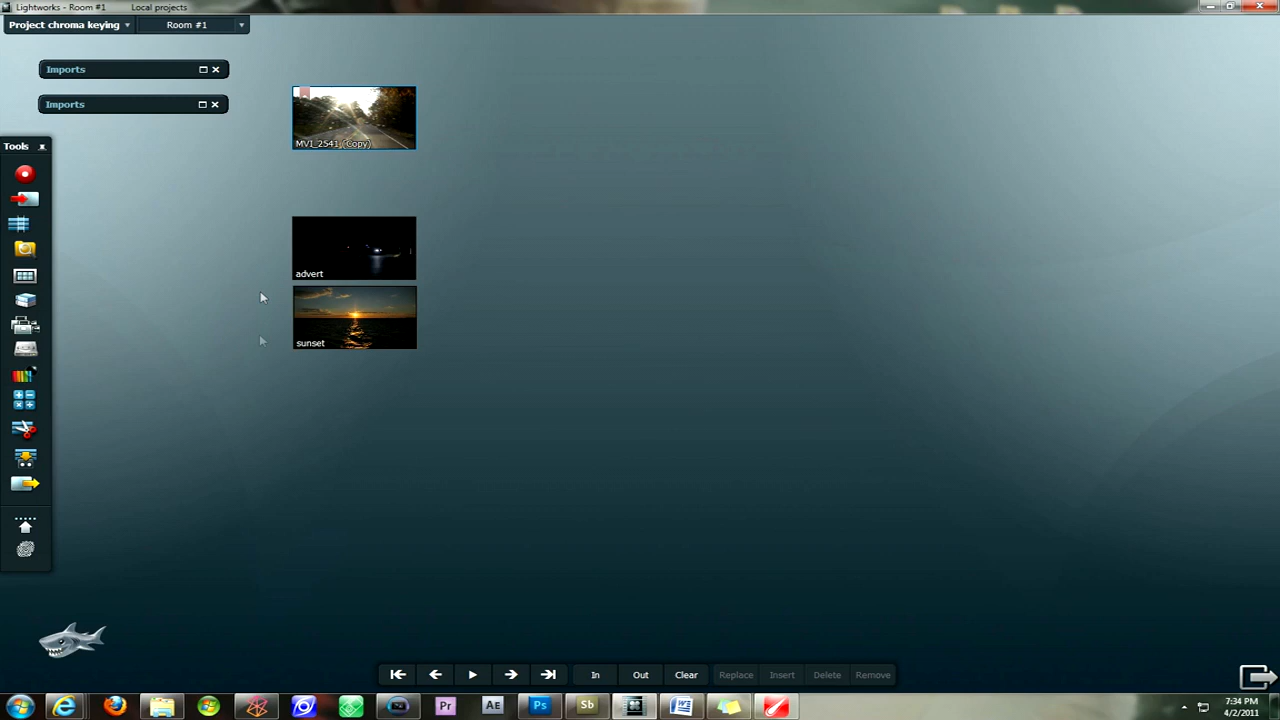 Lightworks - Room #1 Local projects
Project chroma keying Room #1
Imports
Imports
MVI_2541 (Copy)
Tools
advert
sunset
In Out Clear Replace Insert Delete Remove
Pr AE Ps Sb
7:34 PM
4/2/2011